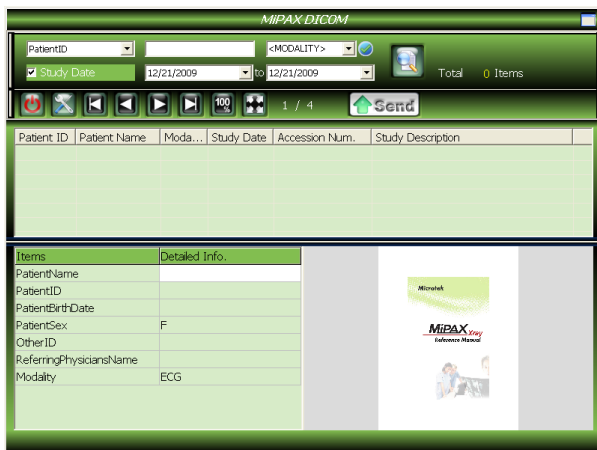 MiPAX DICOM
PatientID <MODALITY>
Study Date 12/21/2009 to 12/21/2009 Total 0 Items
100 % 1 / 4 Send
Patient ID Patient Name Moda... Study Date Accession Num. Study Description
Items Detailed Info.
PatientName
PatientID
PatientBirthDate
PatientSex F
OtherID
ReferringPhysiciansName
Modality ECG
Microtek
MiPAX Xray
Reference Manual